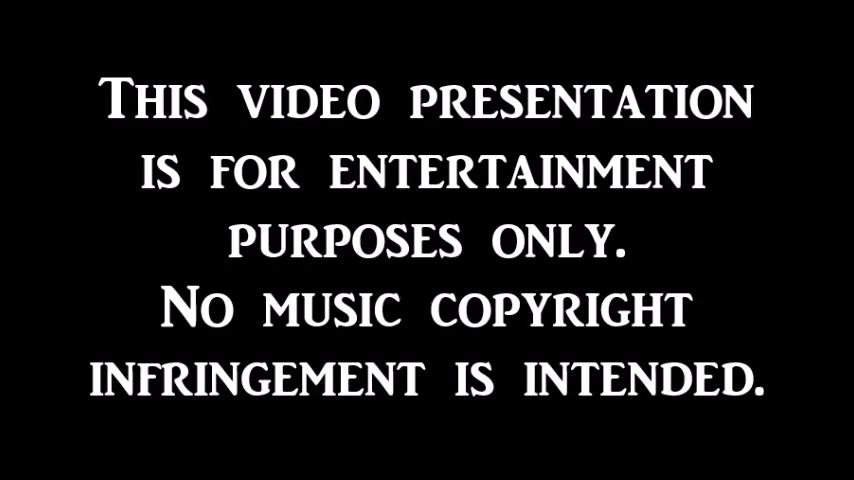 This video presentation
is for entertainment
purposes only.
No music copyright
infringement is intended.